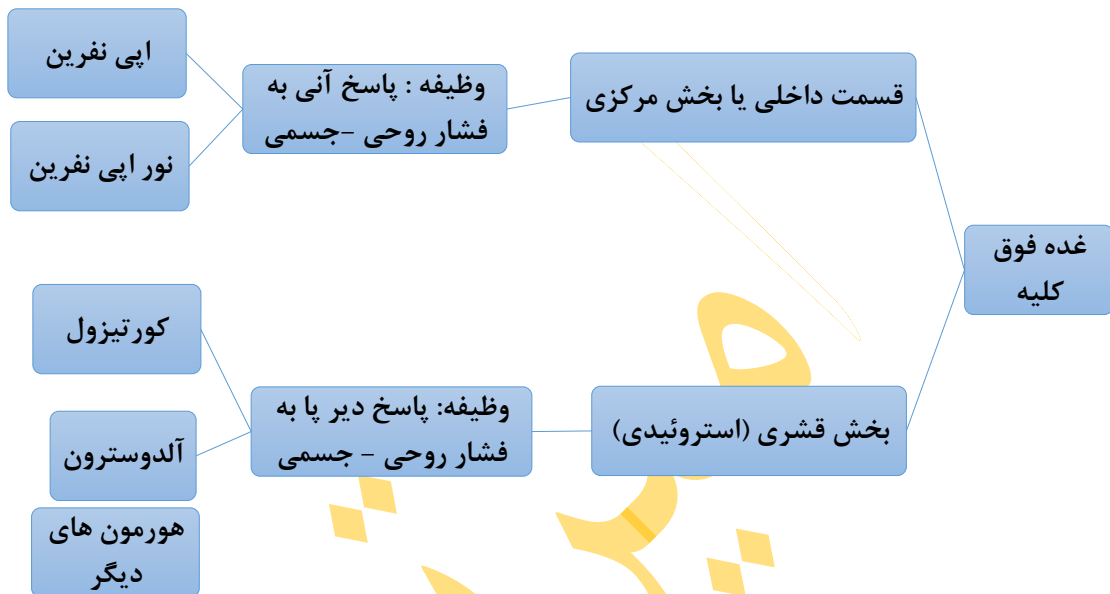 غده فوق
کلیه
قسمت داخلی یا بخش مرکزی
وظیفه : پاسخ آنی به
فشار روحی -جسمی
اپی نفرین
نور اپی نفرین
بخش قشری (استروئیدی)
وظیفه: پاسخ دیر پا به
فشار روحی - جسمی
کورتیزول
آلدوسترون
هورمون های
دیگر